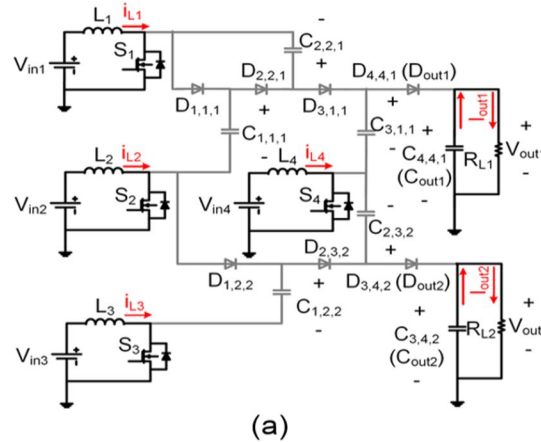 L1 iL1
S1
Vin1
C2,2,1
D1,1,1 D2,2,1 D3,1,1 D4,4,1 (Dout1)
C1,1,1
C3,1,1
C4,4,1
(Cout1)
RL1
Iout1
Vout1
L2 iL2
S2
Vin2
L4 iL4
S4
Vin4
C2,3,2
D1,2,2 D2,3,2 D3,4,2 (Dout2)
C1,2,2
L3 iL3
S3
Vin3
C3,4,2
(Cout2)
RL2
Iout2
Vout2
(a)